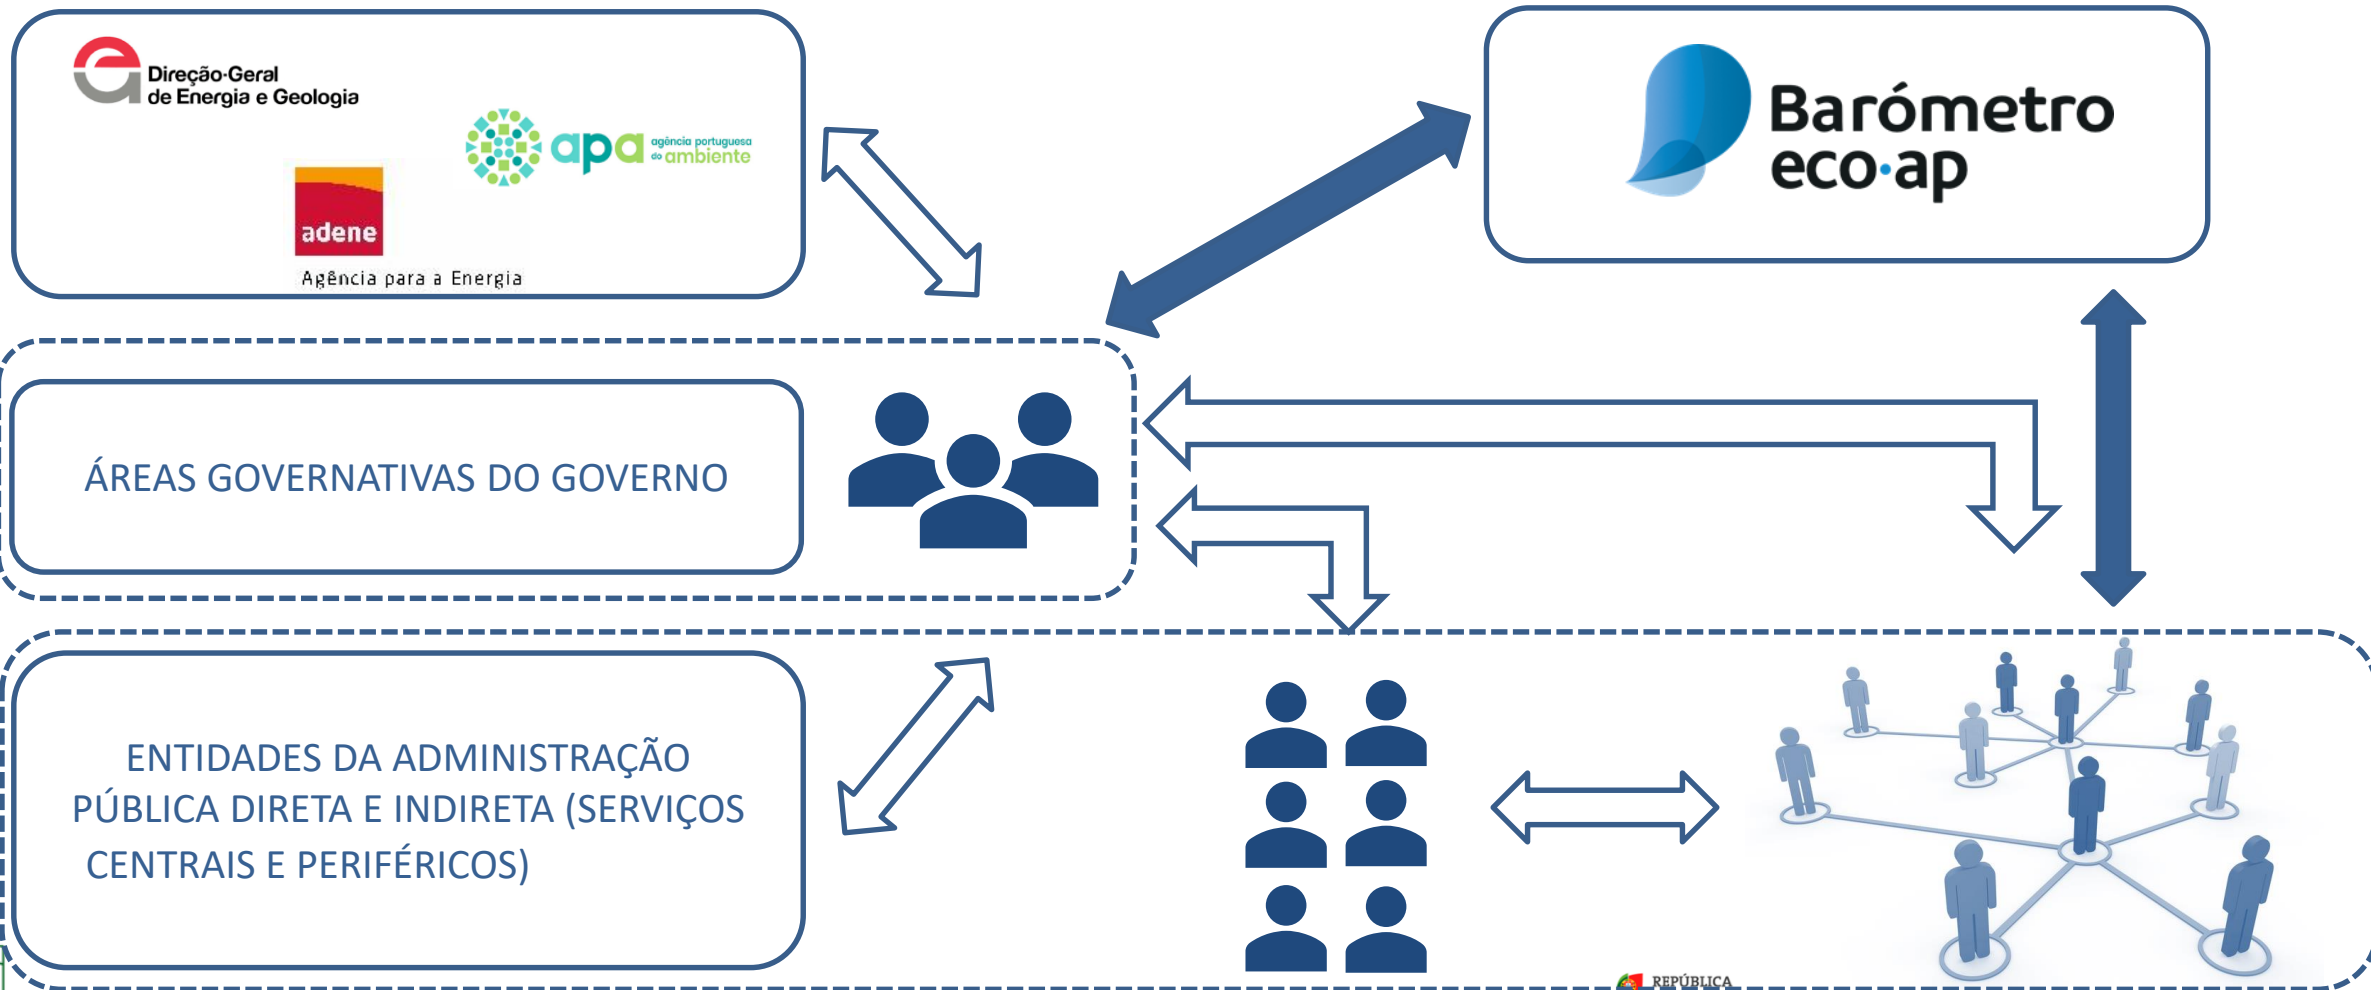 Direção-Geral
de Energia e Geologia
apa agência portuguesa
do ambiente
adene
Agência para a Energia
Barómetro
eco.ap
ÁREAS GOVERNATIVAS DO GOVERNO
ENTIDADES DA ADMINISTRAÇÃO
PÚBLICA DIRETA E INDIRETA (SERVIÇOS
CENTRAIS E PERIFÉRICOS)
REPÚBLICA